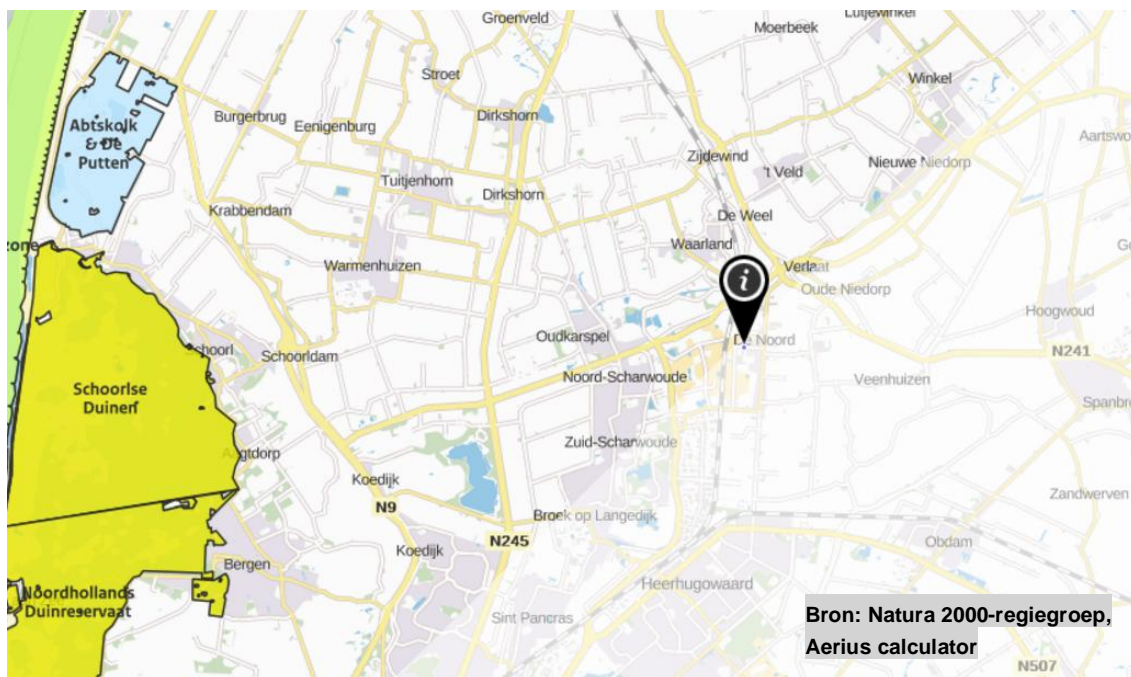 Groenveld
Moerbeek
Lutjewinkel
Stroet
Winkel
Abtskolk
& De
Putten
Burgerbrug
Eenigenburg
Dirkshorn
Zijdewind
Nieuwe Niedorp
't Veld
Tuitjenhorn
Dirkshorn
Krabbendam
De Weel
Waarland
zone
Warmenhuizen
Verlaat
Oude Niedorp
i
Hoogwoud
Oudkarspel
De Noord
Schoorl
Schoorldam
N241
Schoorlse
Duinen
Noord-Scharwoude
Veenhuizen
Zuid-Scharwoude
Aagtdorp
Koedijk
Zandwerven
N9
Broek op Langedijk
N245
Koedijk
Obdam
Bergen
Heerhugowaard
Noordhollands
Duinreservaat
Sint Pancras
Bron: Natura 2000-regiegroep,
Aerius calculator
N507